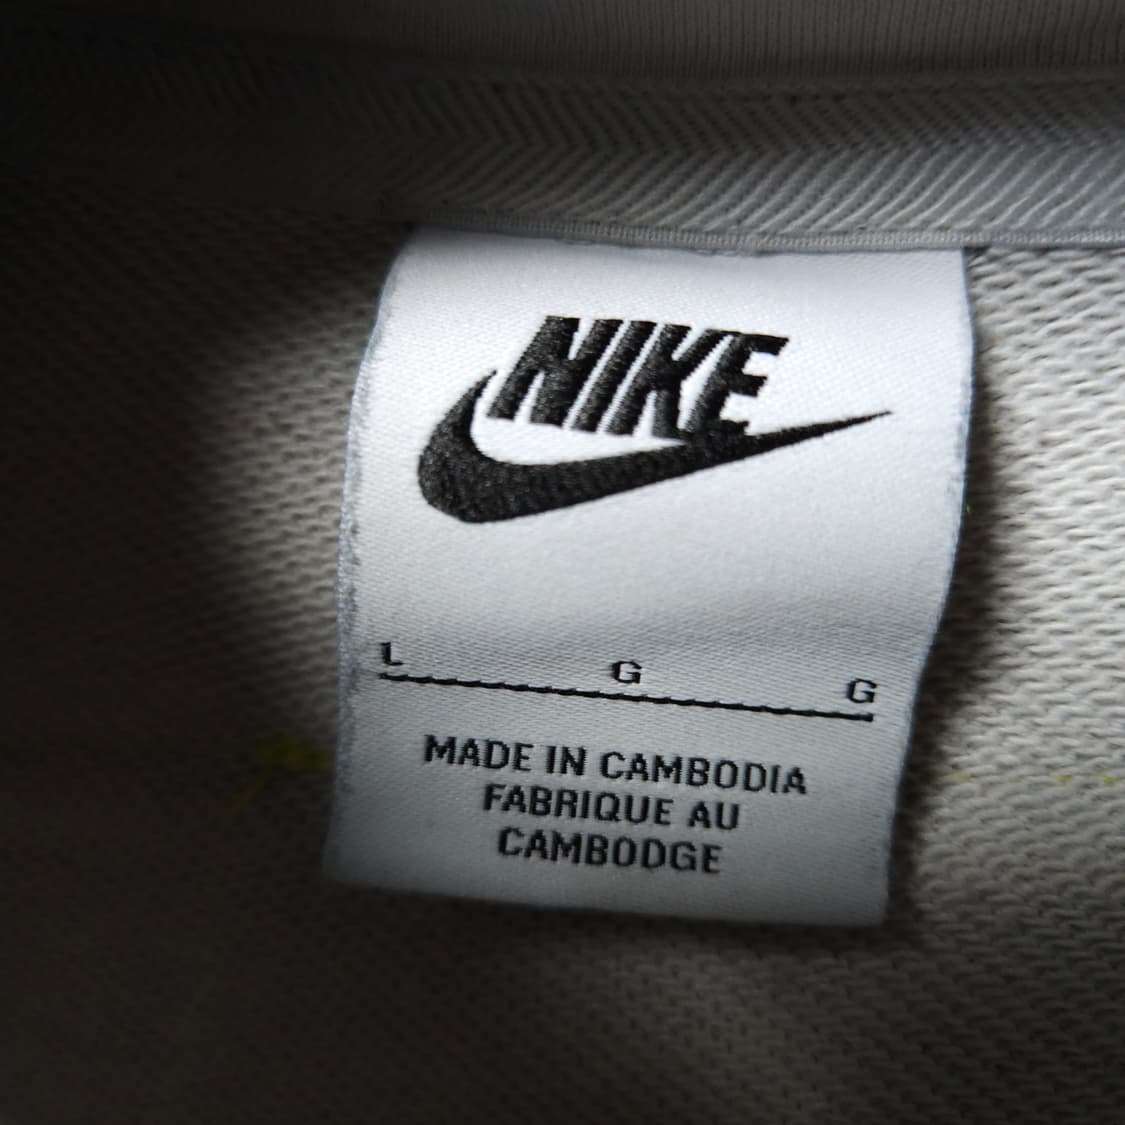 NIKE
L G G
MADE IN CAMBODIA
FABRIQUE AU
CAMBODGE